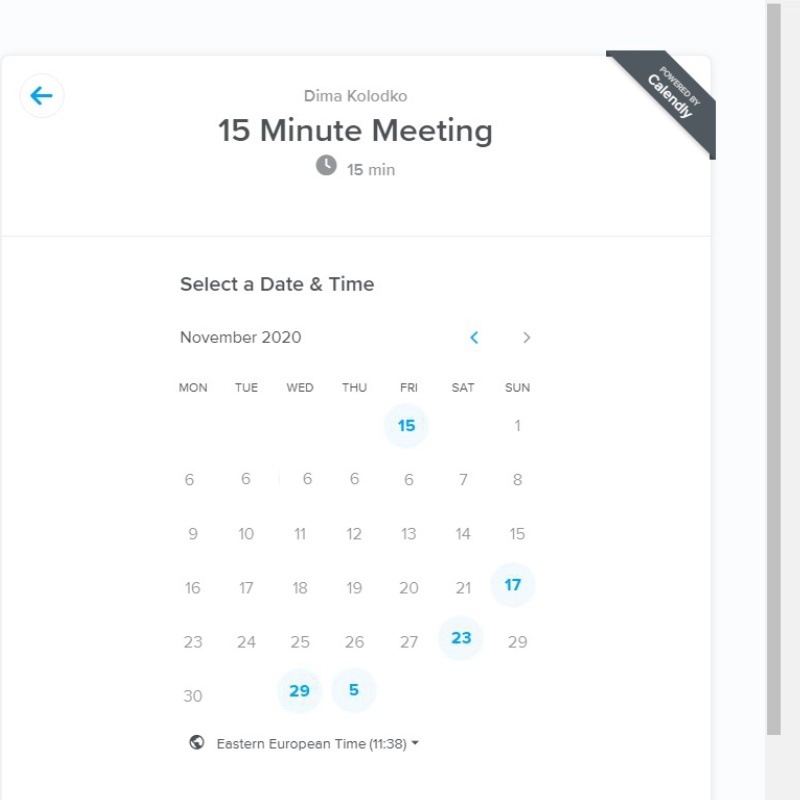 POWERED BY
Calendly
Dima Kolodko
15 Minute Meeting
15 min
Select a Date & Time
November 2020
MON TUE WED THU FRI SAT SUN
15 1
6 6 6 6 6 7 8
9 10 11 12 13 14 15
16 17 18 19 20 21 17
23 24 25 26 27 23 29
30 29 5
Eastern European Time (11:38)